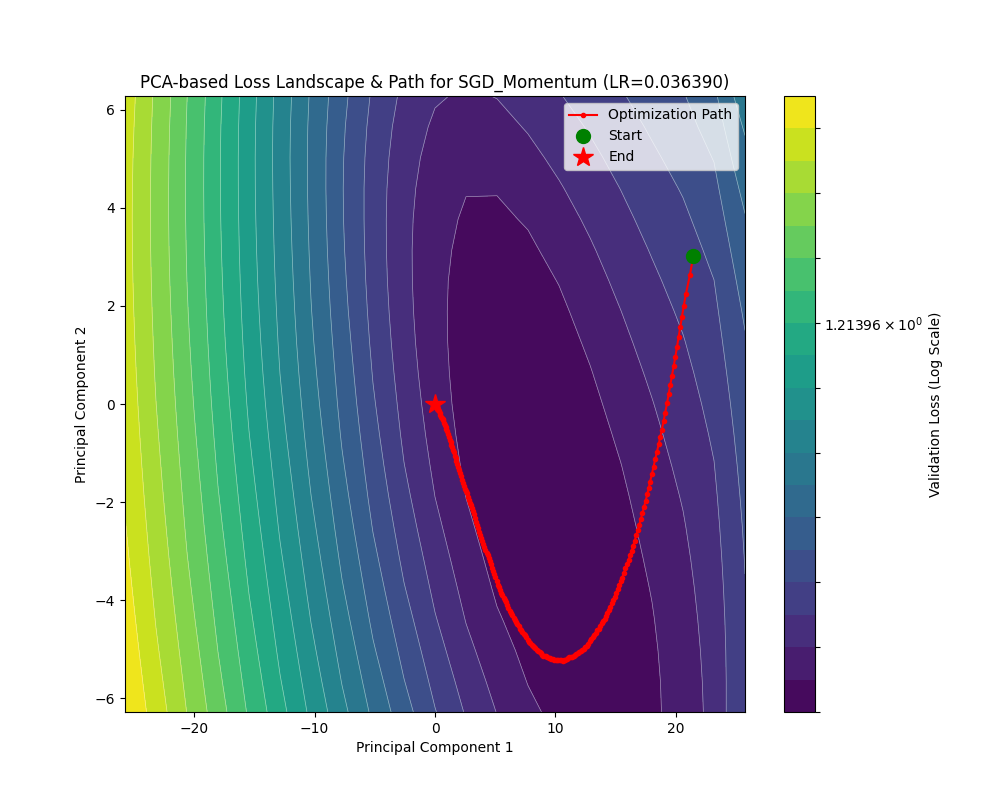 PCA-based Loss Landscape & Path for SGD_Momentum (LR=0.036390)
Optimization Path
Start
End
6
4
2
0
−2
−4
−6
−20
−10
0
10
20
Principal Component 1
Principal Component 2
1.21396 × 10⁰
Validation Loss (Log Scale)